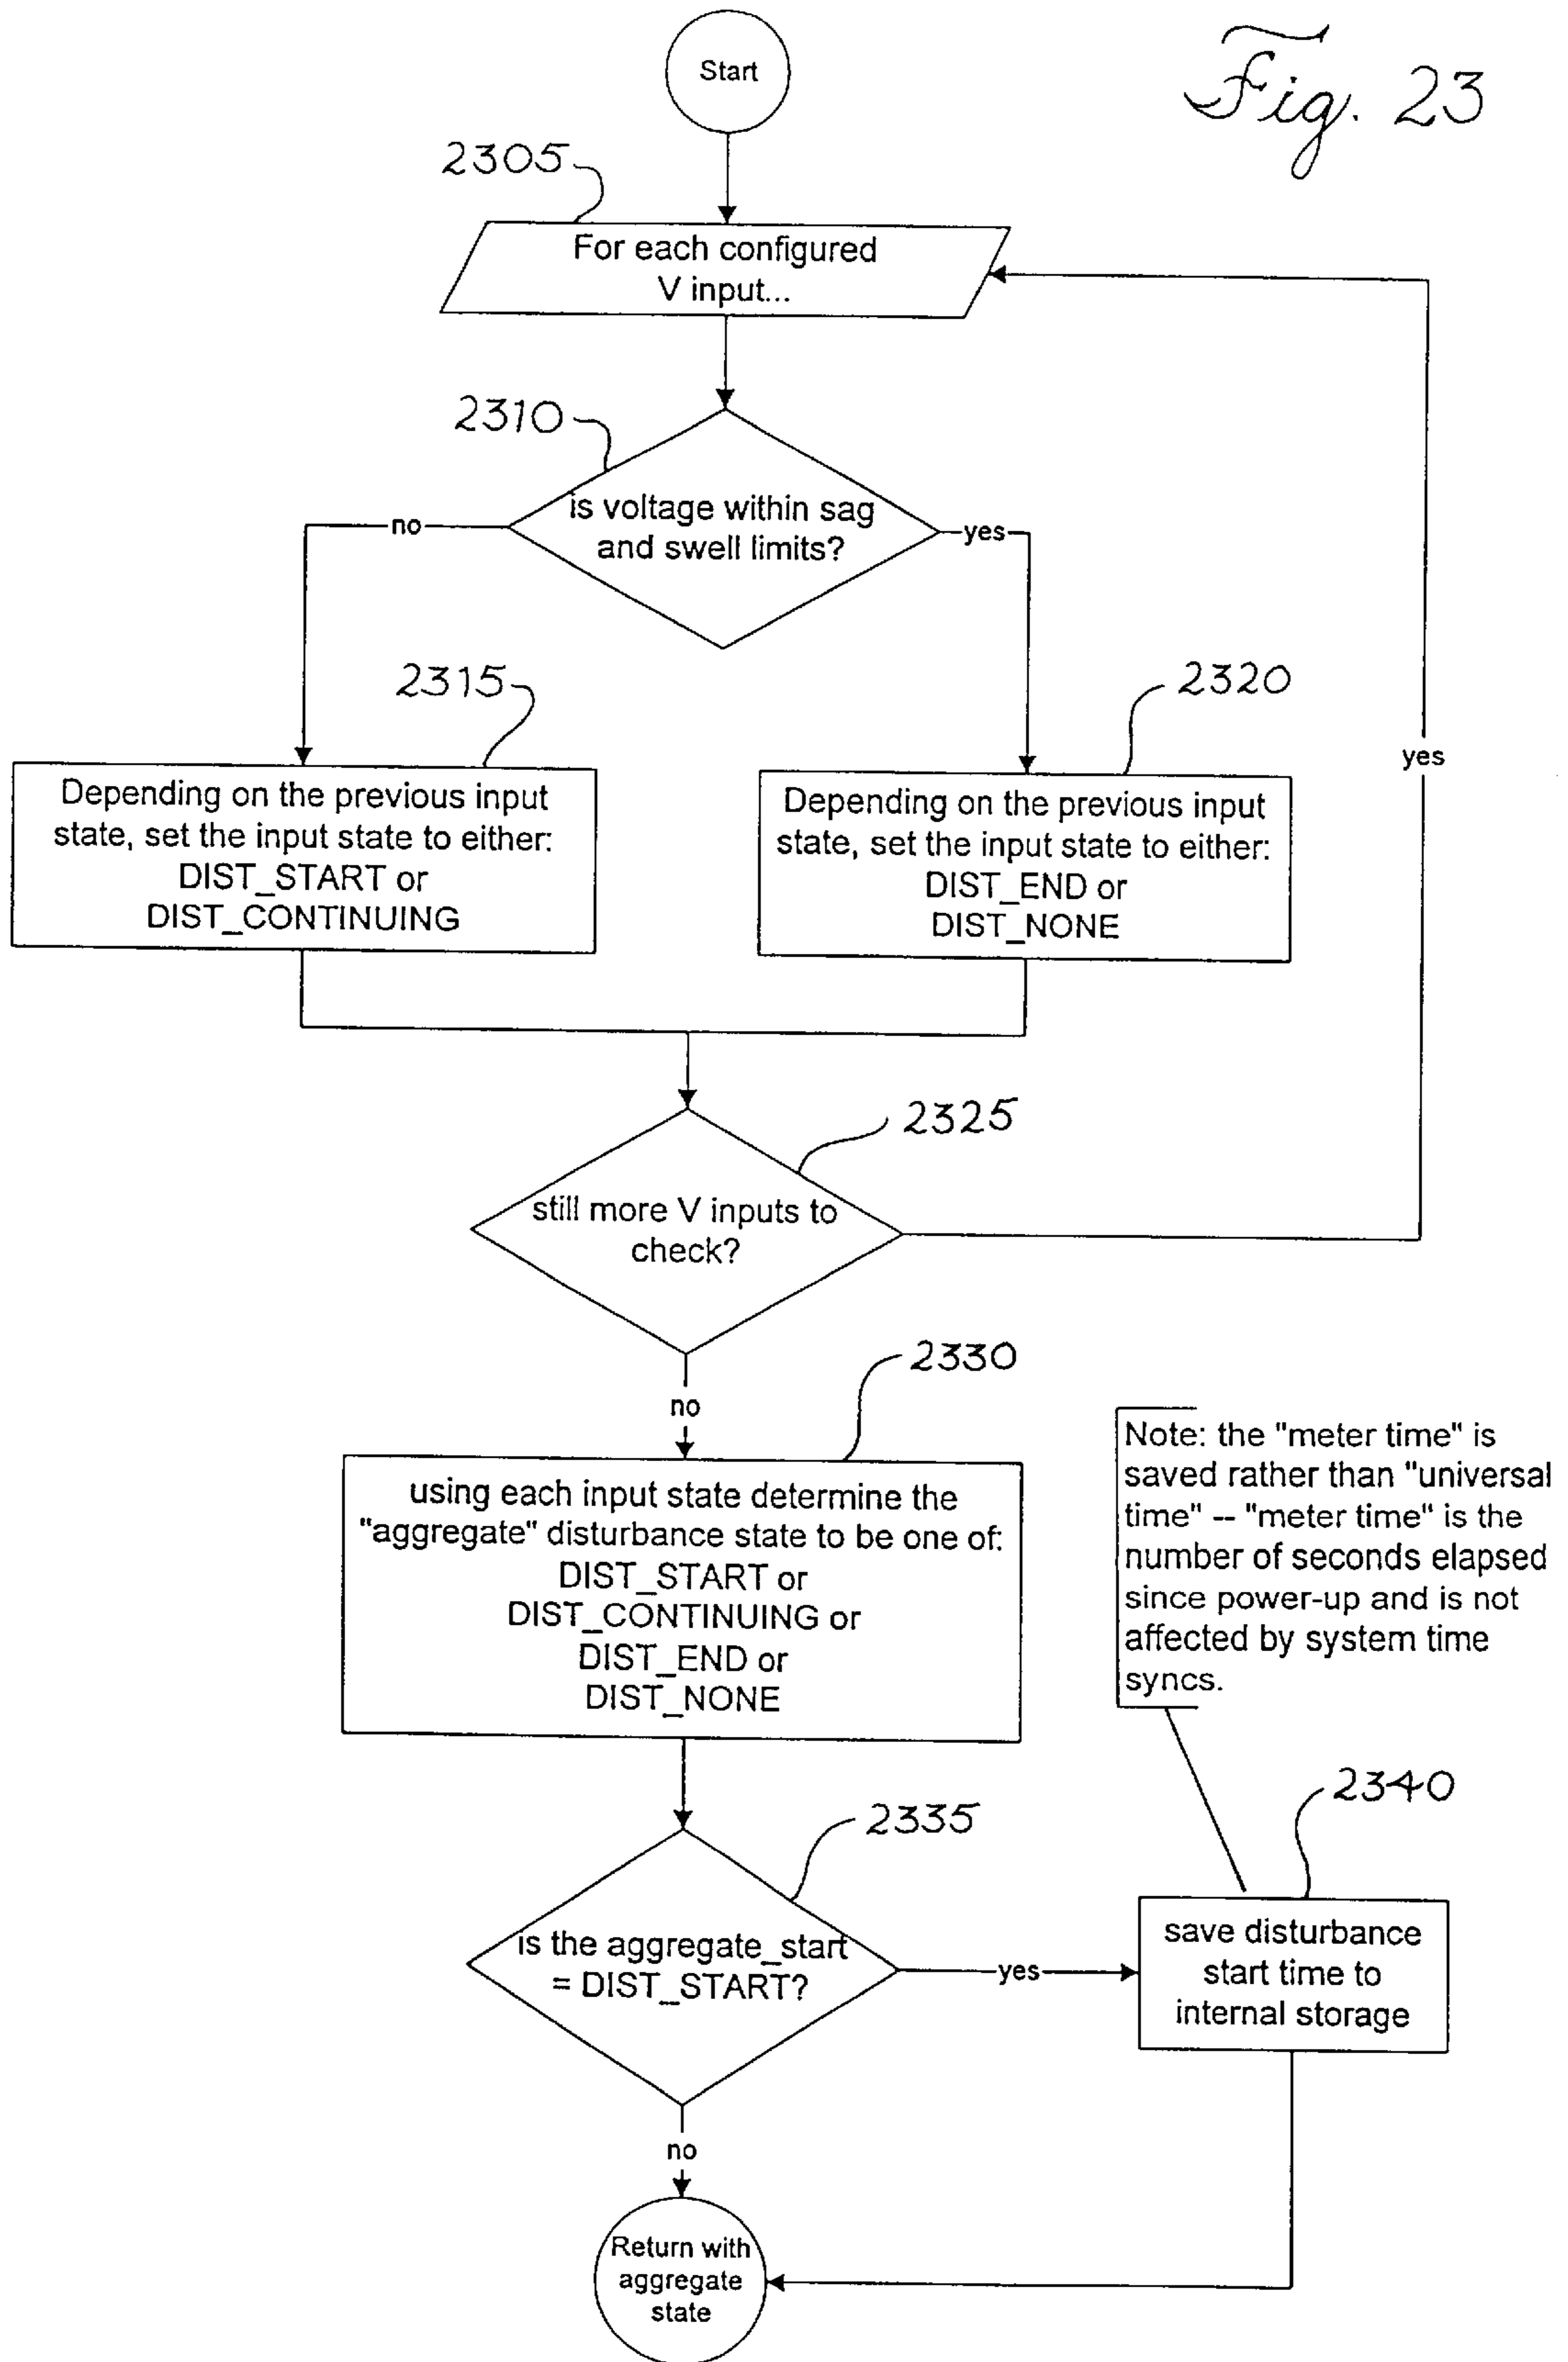 Fig. 23
Start
2305
For each configured
V input...
2310
is voltage within sag
and swell limits?
no
yes
2315
2320
Depending on the previous input
state, set the input state to either:
DIST_START or
DIST_CONTINUING
Depending on the previous input
state, set the input state to either:
DIST_END or
DIST_NONE
yes
2325
still more V inputs to
check?
no
2330
using each input state determine the
"aggregate" disturbance state to be one of:
DIST_START or
DIST_CONTINUING or
DIST_END or
DIST_NONE
Note: the "meter time" is
saved rather than "universal
time" -- "meter time" is the
number of seconds elapsed
since power-up and is not
affected by system time
syncs.
2335
2340
is the aggregate_start
= DIST_START?
yes
save disturbance
start time to
internal storage
no
Return with
aggregate
state